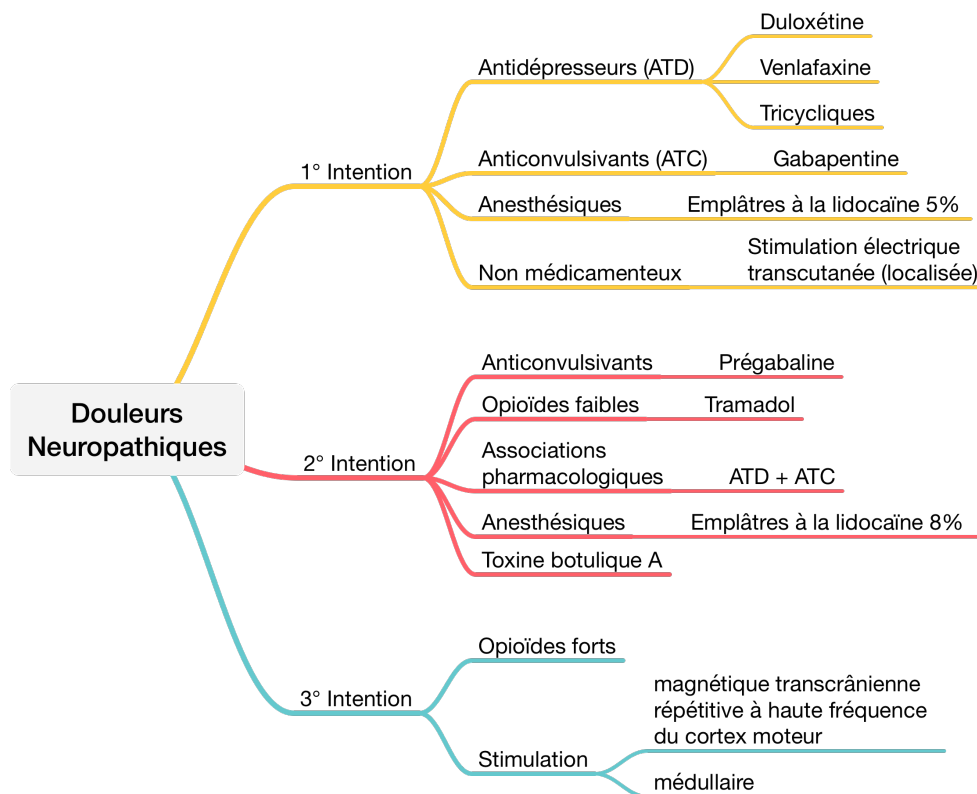 Douleurs
Neuropathiques
1° Intention
Antidépresseurs (ATD)
Duloxétine
Venlafaxine
Tricycliques
Anticonvulsivants (ATC)
Gabapentine
Anesthésiques
Emplâtres à la lidocaïne 5%
Non médicamenteux
Stimulation électrique
transcutanée (localisée)
2° Intention
Anticonvulsivants
Prégabaline
Opioïdes faibles
Tramadol
Associations
pharmacologiques
ATD + ATC
Anesthésiques
Emplâtres à la lidocaïne 8%
Toxine botulique A
3° Intention
Opioïdes forts
Stimulation
magnétique transcrânienne
répétitive à haute fréquence
du cortex moteur
médullaire